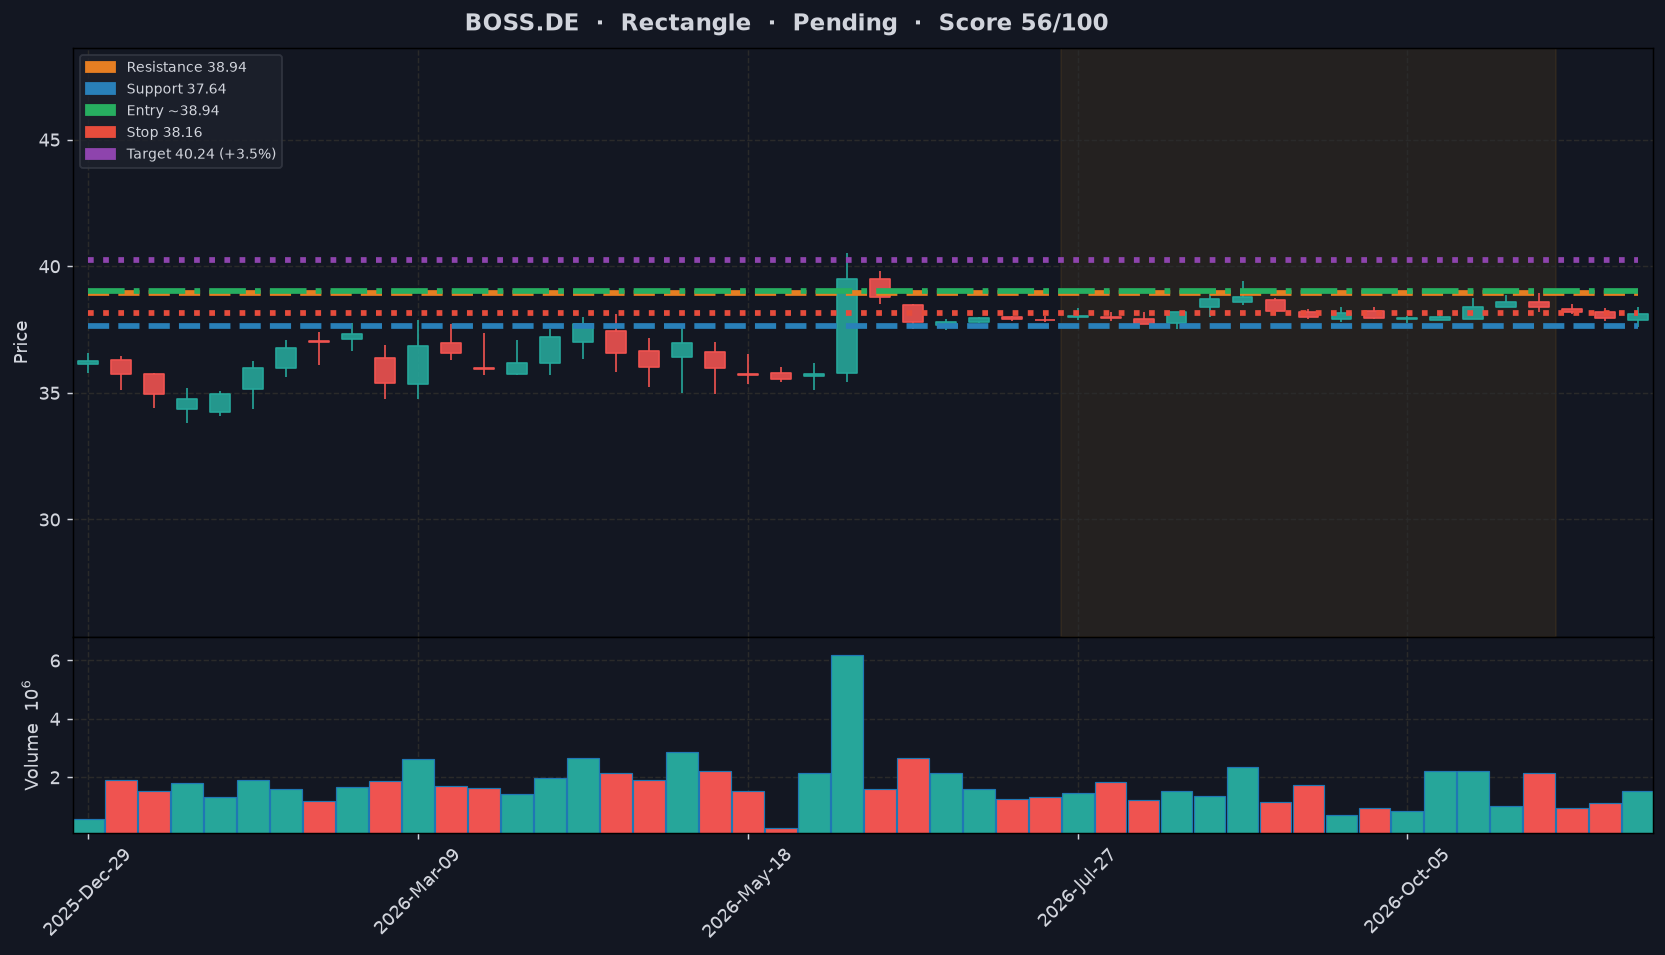 BOSS.DE · Rectangle · Pending · Score 56/100
Resistance 38.94
Support 37.64
Entry ~38.94
Stop 38.16
Target 40.24 (+3.5%)
Price
45
40
35
30
Volume 10⁶
6
4
2
2025-Dec-29
2026-Mar-09
2026-May-18
2026-Jul-27
2026-Oct-05